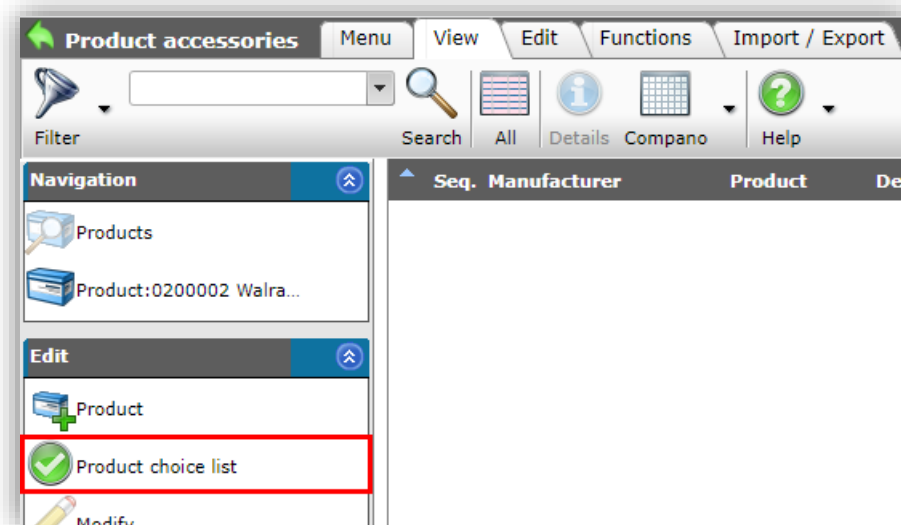 Product accessories Menu View Edit Functions Import / Export
Filter Search All Details Compano Help
Navigation
Seq. Manufacturer Product De
Products
Product:0200002 Walra...
Edit
Product
Product choice list
Modify